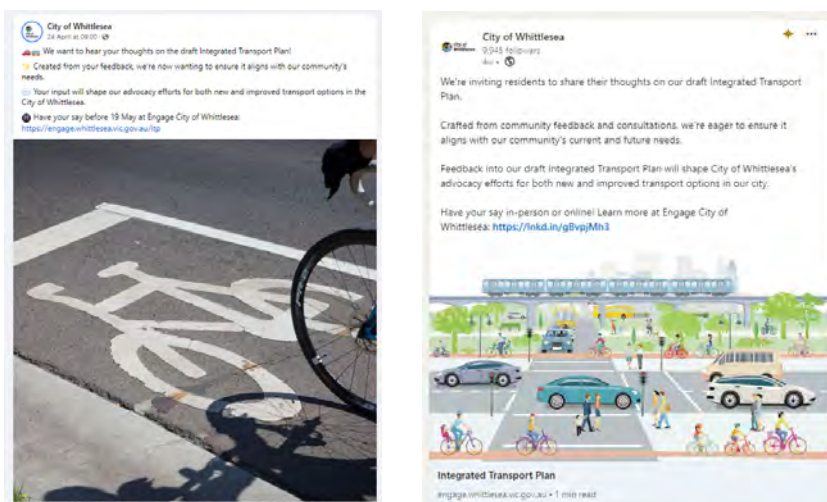 City of Whittlesea
24 April at 09:00
We want to hear your thoughts on the draft Integrated Transport Plan!
Created from your feedback, we're now wanting to ensure it aligns with our community's
needs.
Your input will shape our advocacy efforts for both new and improved transport options in the
City of Whittlesea.
Have your say before 19 May at Engage City of Whittlesea:
https://engage.whittlesea.vic.gov.au/itp
City of Whittlesea
9,945 followers
4w
We're inviting residents to share their thoughts on our draft Integrated Transport
Plan.
Crafted from community feedback and consultations, we're eager to ensure it
aligns with our community's current and future needs.
Feedback into our draft Integrated Transport Plan will shape City of Whittlesea's
advocacy efforts for both new and improved transport options in our city.
Have your say in-person or online! Learn more at Engage City of
Whittlesea: https://lnkd.in/gBvpjMh3
Integrated Transport Plan
engage.whittlesea.vic.gov.au • 1 min read